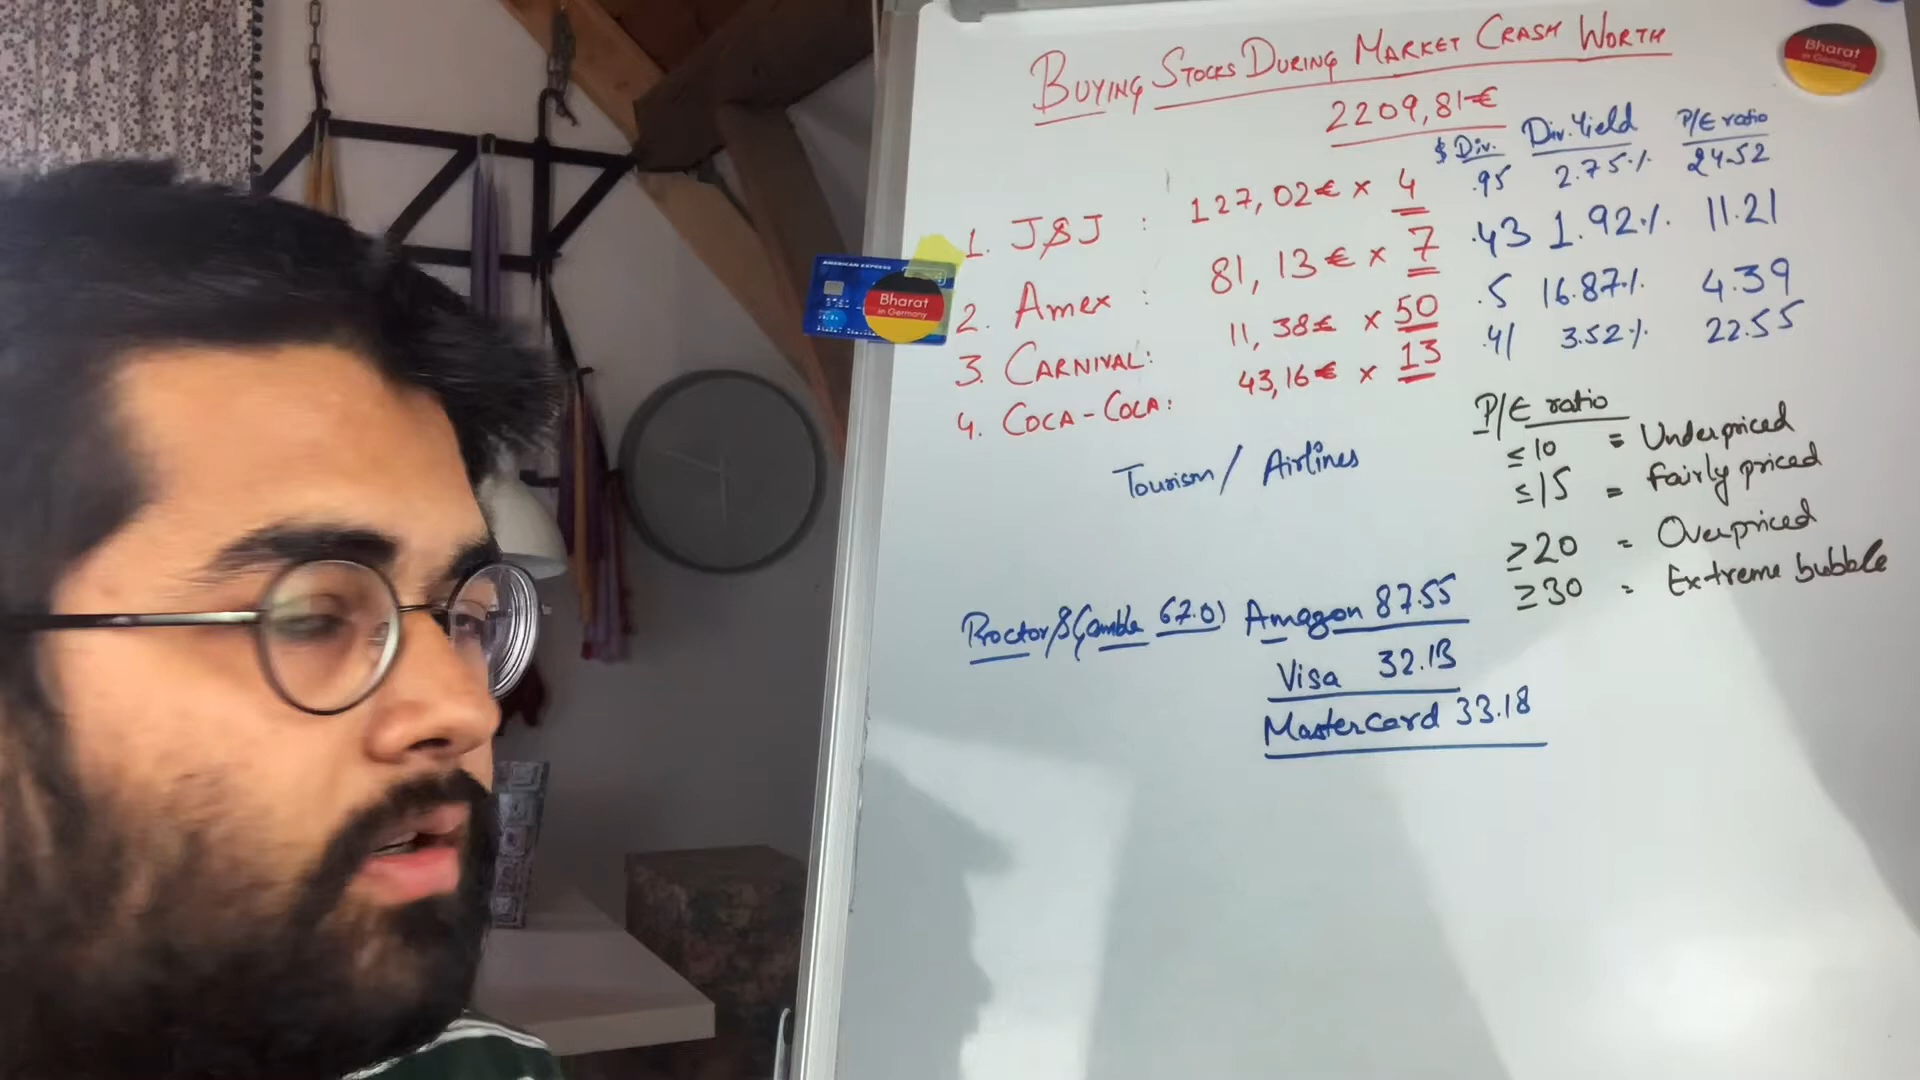 BUYING STOCKS DURING MARKET CRASH WORTH
2209,81€
$ Div. Div. Yield P/E ratio
1. J&J : 127,02€ x 4 .95 2.75% 24.52
2. Amex : 81,13€ x 7 .43 1.92% 11.21
3. CARNIVAL: 11,38€ x 50 .5 16.87% 4.39
4. COCA-COLA: 43,16€ x 13 .41 3.52% 22.55
Tourism/ Airlines
P/E ratio
≤10 = Underpriced
≤15 = Fairly priced
≥20 = Overpriced
≥30 = Extreme bubble
Proctor&Gamble 67.01 Amazon 87.55
Visa 32.13
Mastercard 33.18
Bharat
in Germany
AMERICAN EXPRESS
Bharat
in Germany